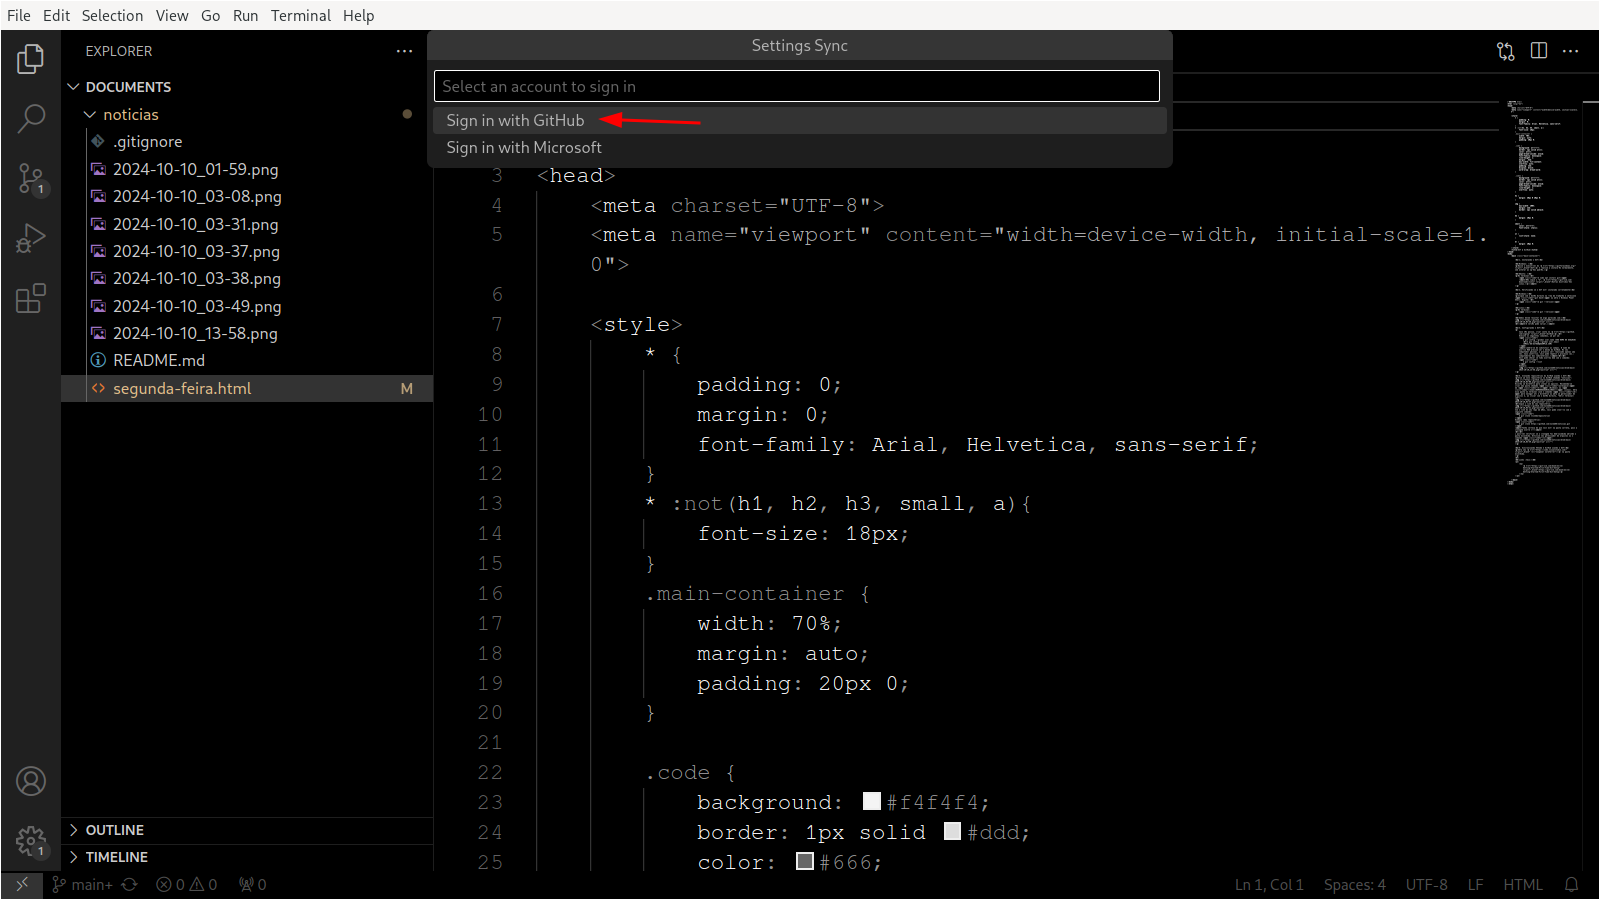 File Edit Selection View Go Run Terminal Help
EXPLORER
Settings Sync
Select an account to sign in
Sign in with GitHub
Sign in with Microsoft
DOCUMENTS
noticias
.gitignore
2024-10-10_01-59.png
2024-10-10_03-08.png
2024-10-10_03-31.png
2024-10-10_03-37.png
2024-10-10_03-38.png
2024-10-10_03-49.png
2024-10-10_13-58.png
README.md
segunda-feira.html M
1
3 <head>
4 <meta charset="UTF-8">
5 <meta name="viewport" content="width=device-width, initial-scale=1.
0">
6
7 <style>
8 * {
9 padding: 0;
10 margin: 0;
11 font-family: Arial, Helvetica, sans-serif;
12 }
13 * :not(h1, h2, h3, small, a){
14 font-size: 18px;
15 }
16 .main-container {
17 width: 70%;
18 margin: auto;
19 padding: 20px 0;
20 }
21
22 .code {
23 background: #f4f4f4;
24 border: 1px solid #ddd;
25 color: #666;
OUTLINE
TIMELINE
1
main+ 0 0 0 Ln 1, Col 1 Spaces: 4 UTF-8 LF HTML